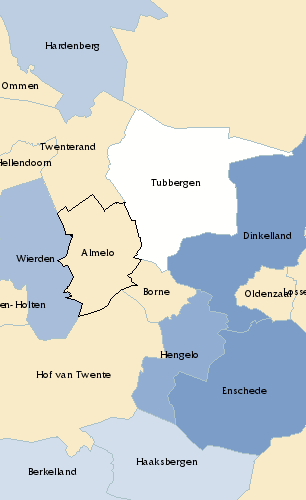 Hardenberg
Ommen
Twenterand
Hellendoorn
Tubbergen
Dinkelland
Almelo
Wierden
Borne
Oldenzaal
Losse
en-Holten
Hengelo
Hof van Twente
Enschede
Haaksbergen
Berkelland